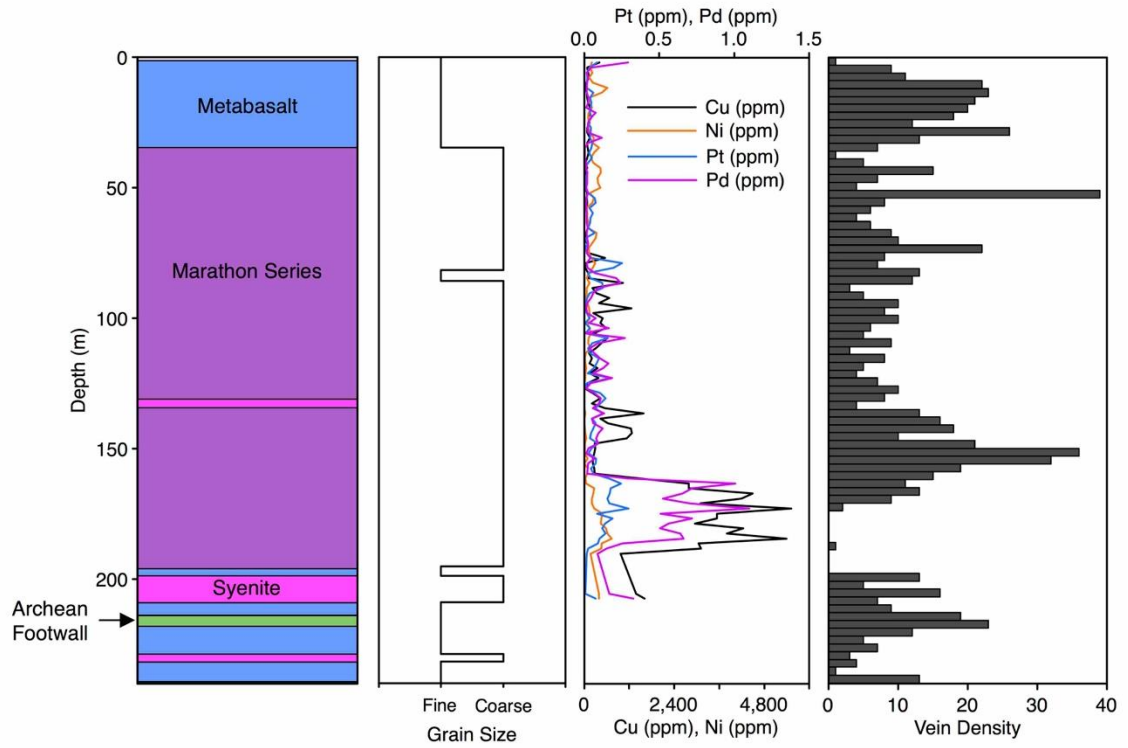 Pt (ppm), Pd (ppm)
0.0 0.5 1.0 1.5
0
50
100
150
200
Depth (m)
Metabasalt
Marathon Series
Syenite
Archean
Footwall
Cu (ppm)
Ni (ppm)
Pt (ppm)
Pd (ppm)
Fine Coarse
Grain Size
0 2,400 4,800
Cu (ppm), Ni (ppm)
0 10 20 30 40
Vein Density